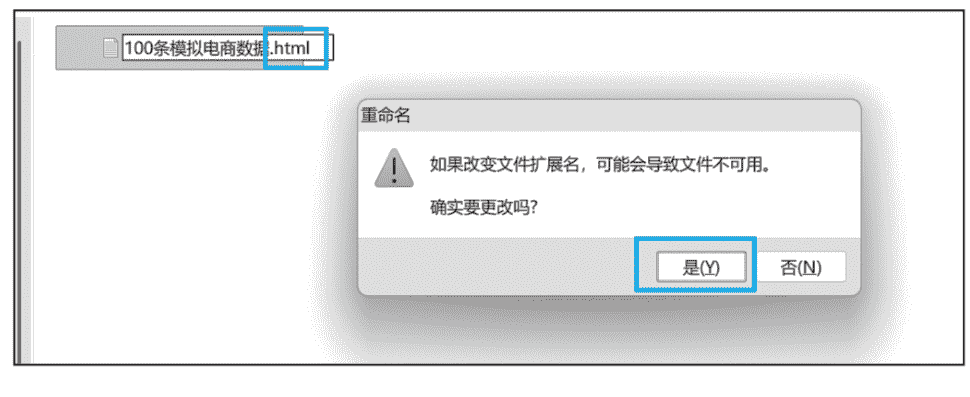 100条模拟电商数据.html
重命名
如果改变文件扩展名，可能会导致文件不可用。
确实要更改吗?
是(Y)
否(N)